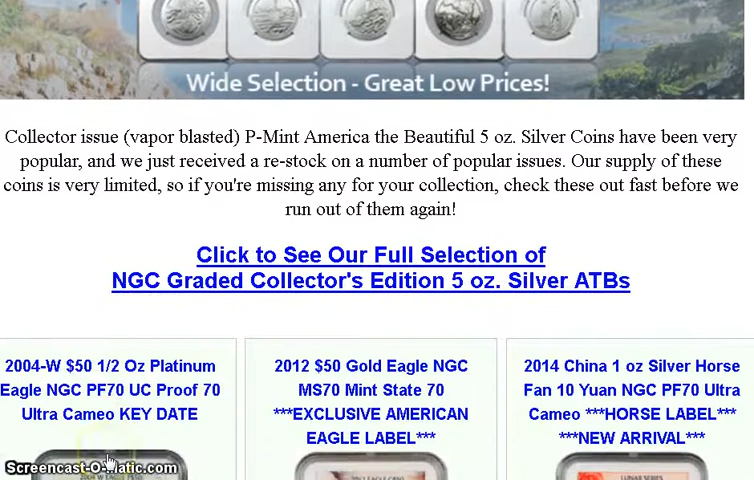 Wide Selection - Great Low Prices!
Collector issue (vapor blasted) P-Mint America the Beautiful 5 oz. Silver Coins have been very
popular, and we just received a re-stock on a number of popular issues. Our supply of these
coins is very limited, so if you're missing any for your collection, check these out fast before we
run out of them again!
Click to See Our Full Selection of
NGC Graded Collector's Edition 5 oz. Silver ATBs
2004-W $50 1/2 Oz Platinum
Eagle NGC PF70 UC Proof 70
Ultra Cameo KEY DATE
2012 $50 Gold Eagle NGC
MS70 Mint State 70
***EXCLUSIVE AMERICAN
EAGLE LABEL***
2014 China 1 oz Silver Horse
Fan 10 Yuan NGC PF70 Ultra
Cameo ***HORSE LABEL***
***NEW ARRIVAL***
Screencast-O-Matic.com
LUNAR SERIES